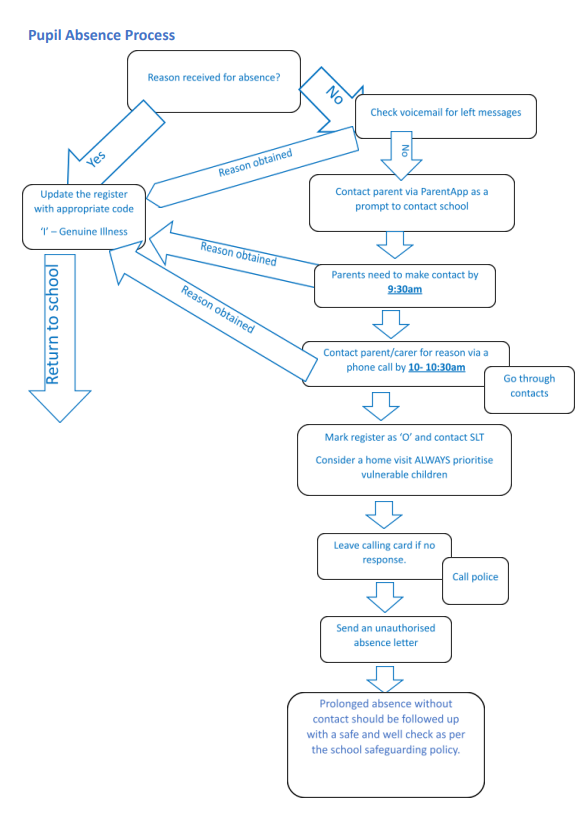 Pupil Absence Process
Reason received for absence?
No
Check voicemail for left messages
Yes
Reason obtained
No
Update the register
with appropriate code
'I' – Genuine Illness
Contact parent via ParentApp as a
prompt to contact school
Reason obtained
Parents need to make contact by
9:30am
Return to school
Reason obtained
Contact parent/carer for reason via a
phone call by 10- 10:30am
Go through
contacts
Mark register as 'O' and contact SLT
Consider a home visit ALWAYS prioritise
vulnerable children
Leave calling card if no
response.
Call police
Send an unauthorised
absence letter
Prolonged absence without
contact should be followed up
with a safe and well check as per
the school safeguarding policy.